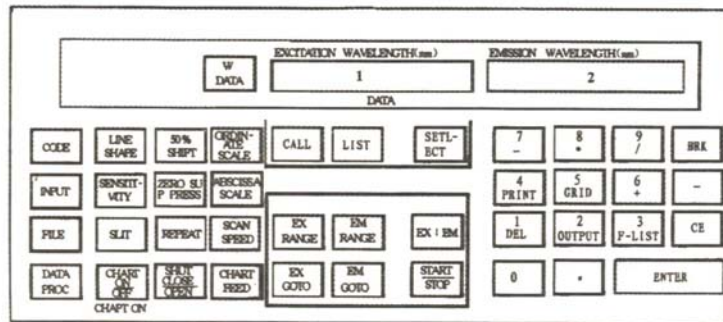 EXCITATION WAVELENGTH(nm)
EMISSION WAVELENGTH(nm)
W
DATA
1
2
DATA
CODE
LINE
SHAPE
50%
SHIPT
ORDIN-
ATE
SCALE
CALL
LIST
SETL-
ECT
7
-
8
*
9
/
BRK
INPUT
SENSITI-
VITY
ZERO SU
P PRESS
ABSCISSA
SCALE
4
PRINT
5
GRID
6
+
-
FILE
SLIT
REPEAT
SCAN
SPEED
EX
RANGE
EM
RANGE
EX : EM
1
DEL
2
OUTPUT
3
F-LIST
CE
DATA
PROC
CHART
ON
OFF
SHUT
CLOSE
OPEN
CHART
FEED
EX
GOTO
EM
GOTO
START
STOP
0
.
ENTER
CHAPT ON